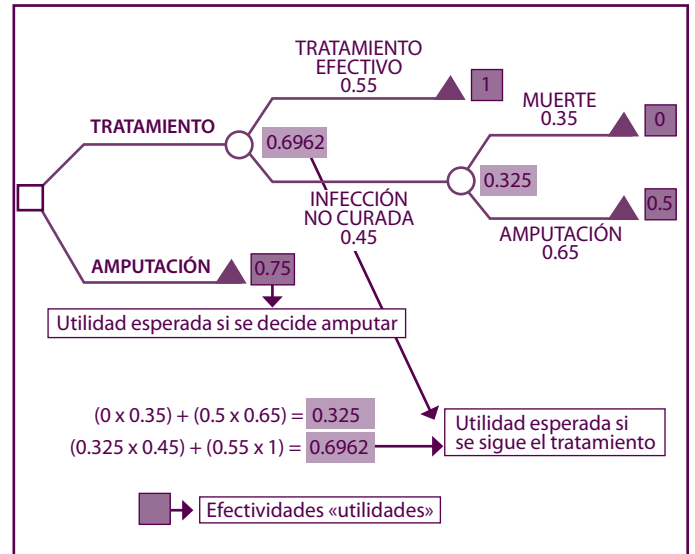 TRATAMIENTO
EFECTIVO
0.55
1
MUERTE
0.35
0
TRATAMIENTO
0.6962
0.325
INFECCIÓN
NO CURADA
0.45
0.5
AMPUTACIÓN
0.65
AMPUTACIÓN
0.75
Utilidad esperada si se decide amputar
(0 x 0.35) + (0.5 x 0.65) = 0.325
(0.325 x 0.45) + (0.55 x 1) = 0.6962
Utilidad esperada si
se sigue el tratamiento
Efectividades «utilidades»